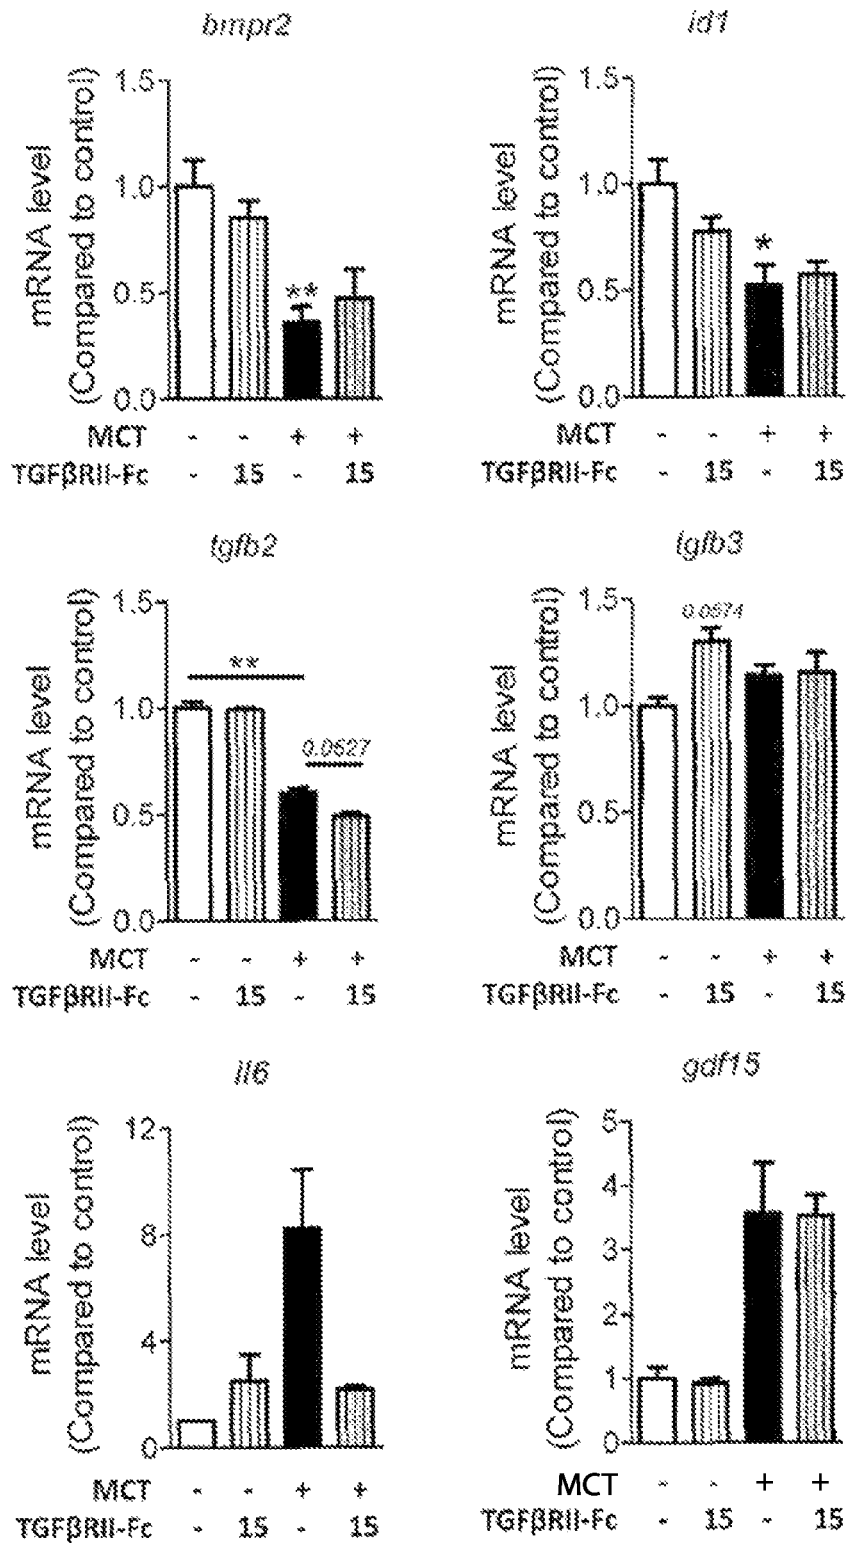 bmpr2
mRNA level
(Compared to control)
1.5
1.0
0.5
0.0
**
MCT - - + +
TGFβRII-Fc - 15 - 15
id1
mRNA level
(Compared to control)
1.5
1.0
0.5
0.0
*
MCT - - + +
TGFβRII-Fc - 15 - 15
tgfb2
mRNA level
(Compared to control)
1.5
1.0
0.5
0.0
**
0.0627
MCT - - + +
TGFβRII-Fc - 15 - 15
tgfb3
mRNA level
(Compared to control)
1.5
1.0
0.5
0.0
0.0574
MCT - - + +
TGFβRII-Fc - 15 - 15
il6
mRNA level
(Compared to control)
12
8
4
0
MCT - - + +
TGFβRII-Fc - 15 - 15
gdf15
mRNA level
(Compared to control)
5
4
3
2
1
0
MCT - - + +
TGFβRII-Fc - 15 - 15